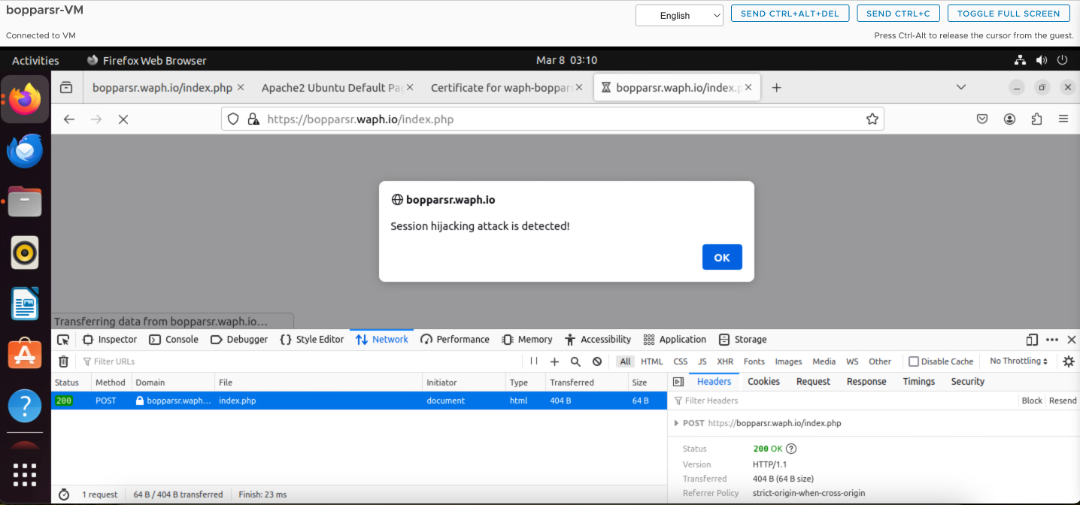 bopparsr-VM
English
SEND CTRL+ALT+DEL
SEND CTRL+C
TOGGLE FULL SCREEN
Connected to VM
Press Ctrl-Alt to release the cursor from the guest.
Activities
Firefox Web Browser
Mar 8 03:10
bopparsr.waph.io/index.php
Apache2 Ubuntu Default Pa
Certificate for waph-boppar
bopparsr.waph.io/index.p
https://bopparsr.waph.io/index.php
bopparsr.waph.io
Session hijacking attack is detected!
OK
Transferring data from bopparsr.waph.io…
Inspector
Console
Debugger
Style Editor
Network
Performance
Memory
Accessibility
Application
Storage
Filter URLs
All HTML CSS JS XHR Fonts Images Media WS Other
Disable Cache
No Throttling
Status Method Domain File Initiator Type Transferred Size
200 POST bopparsr.waph... index.php document html 404 B 64 B
1 request
64 B / 404 B transferred
Finish: 23 ms
Headers Cookies Request Response Timings Security
Filter Headers
Block Resend
POST https://bopparsr.waph.io/index.php
Status 200 OK
Version HTTP/1.1
Transferred 404 B (64 B size)
Referrer Policy strict-origin-when-cross-origin